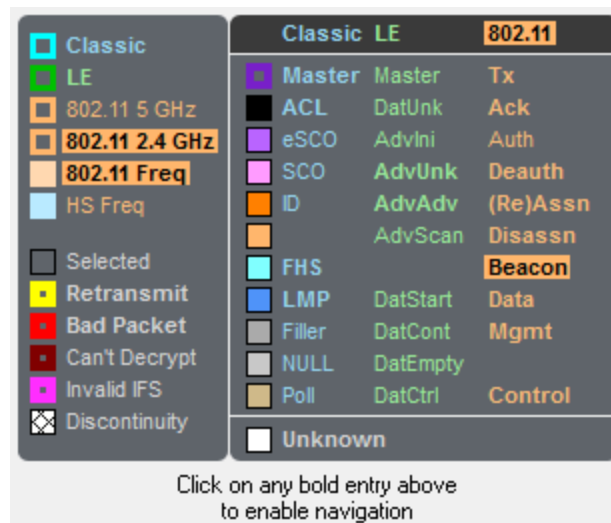 Classic
LE
802.11 5 GHz
802.11 2.4 GHz
802.11 Freq
HS Freq
Selected
Retransmit
Bad Packet
Can't Decrypt
Invalid IFS
Discontinuity
Classic LE 802.11
Master Master Tx
ACL DatUnk Ack
eSCO AdvIni Auth
SCO AdvUnk Deauth
ID AdvAdv (Re)Assn
AdvScan Disassn
FHS Beacon
LMP DatStart Data
Filler DatCont Mgmt
NULL DatEmpty
Poll DatCtrl Control
Unknown
Click on any bold entry above
to enable navigation